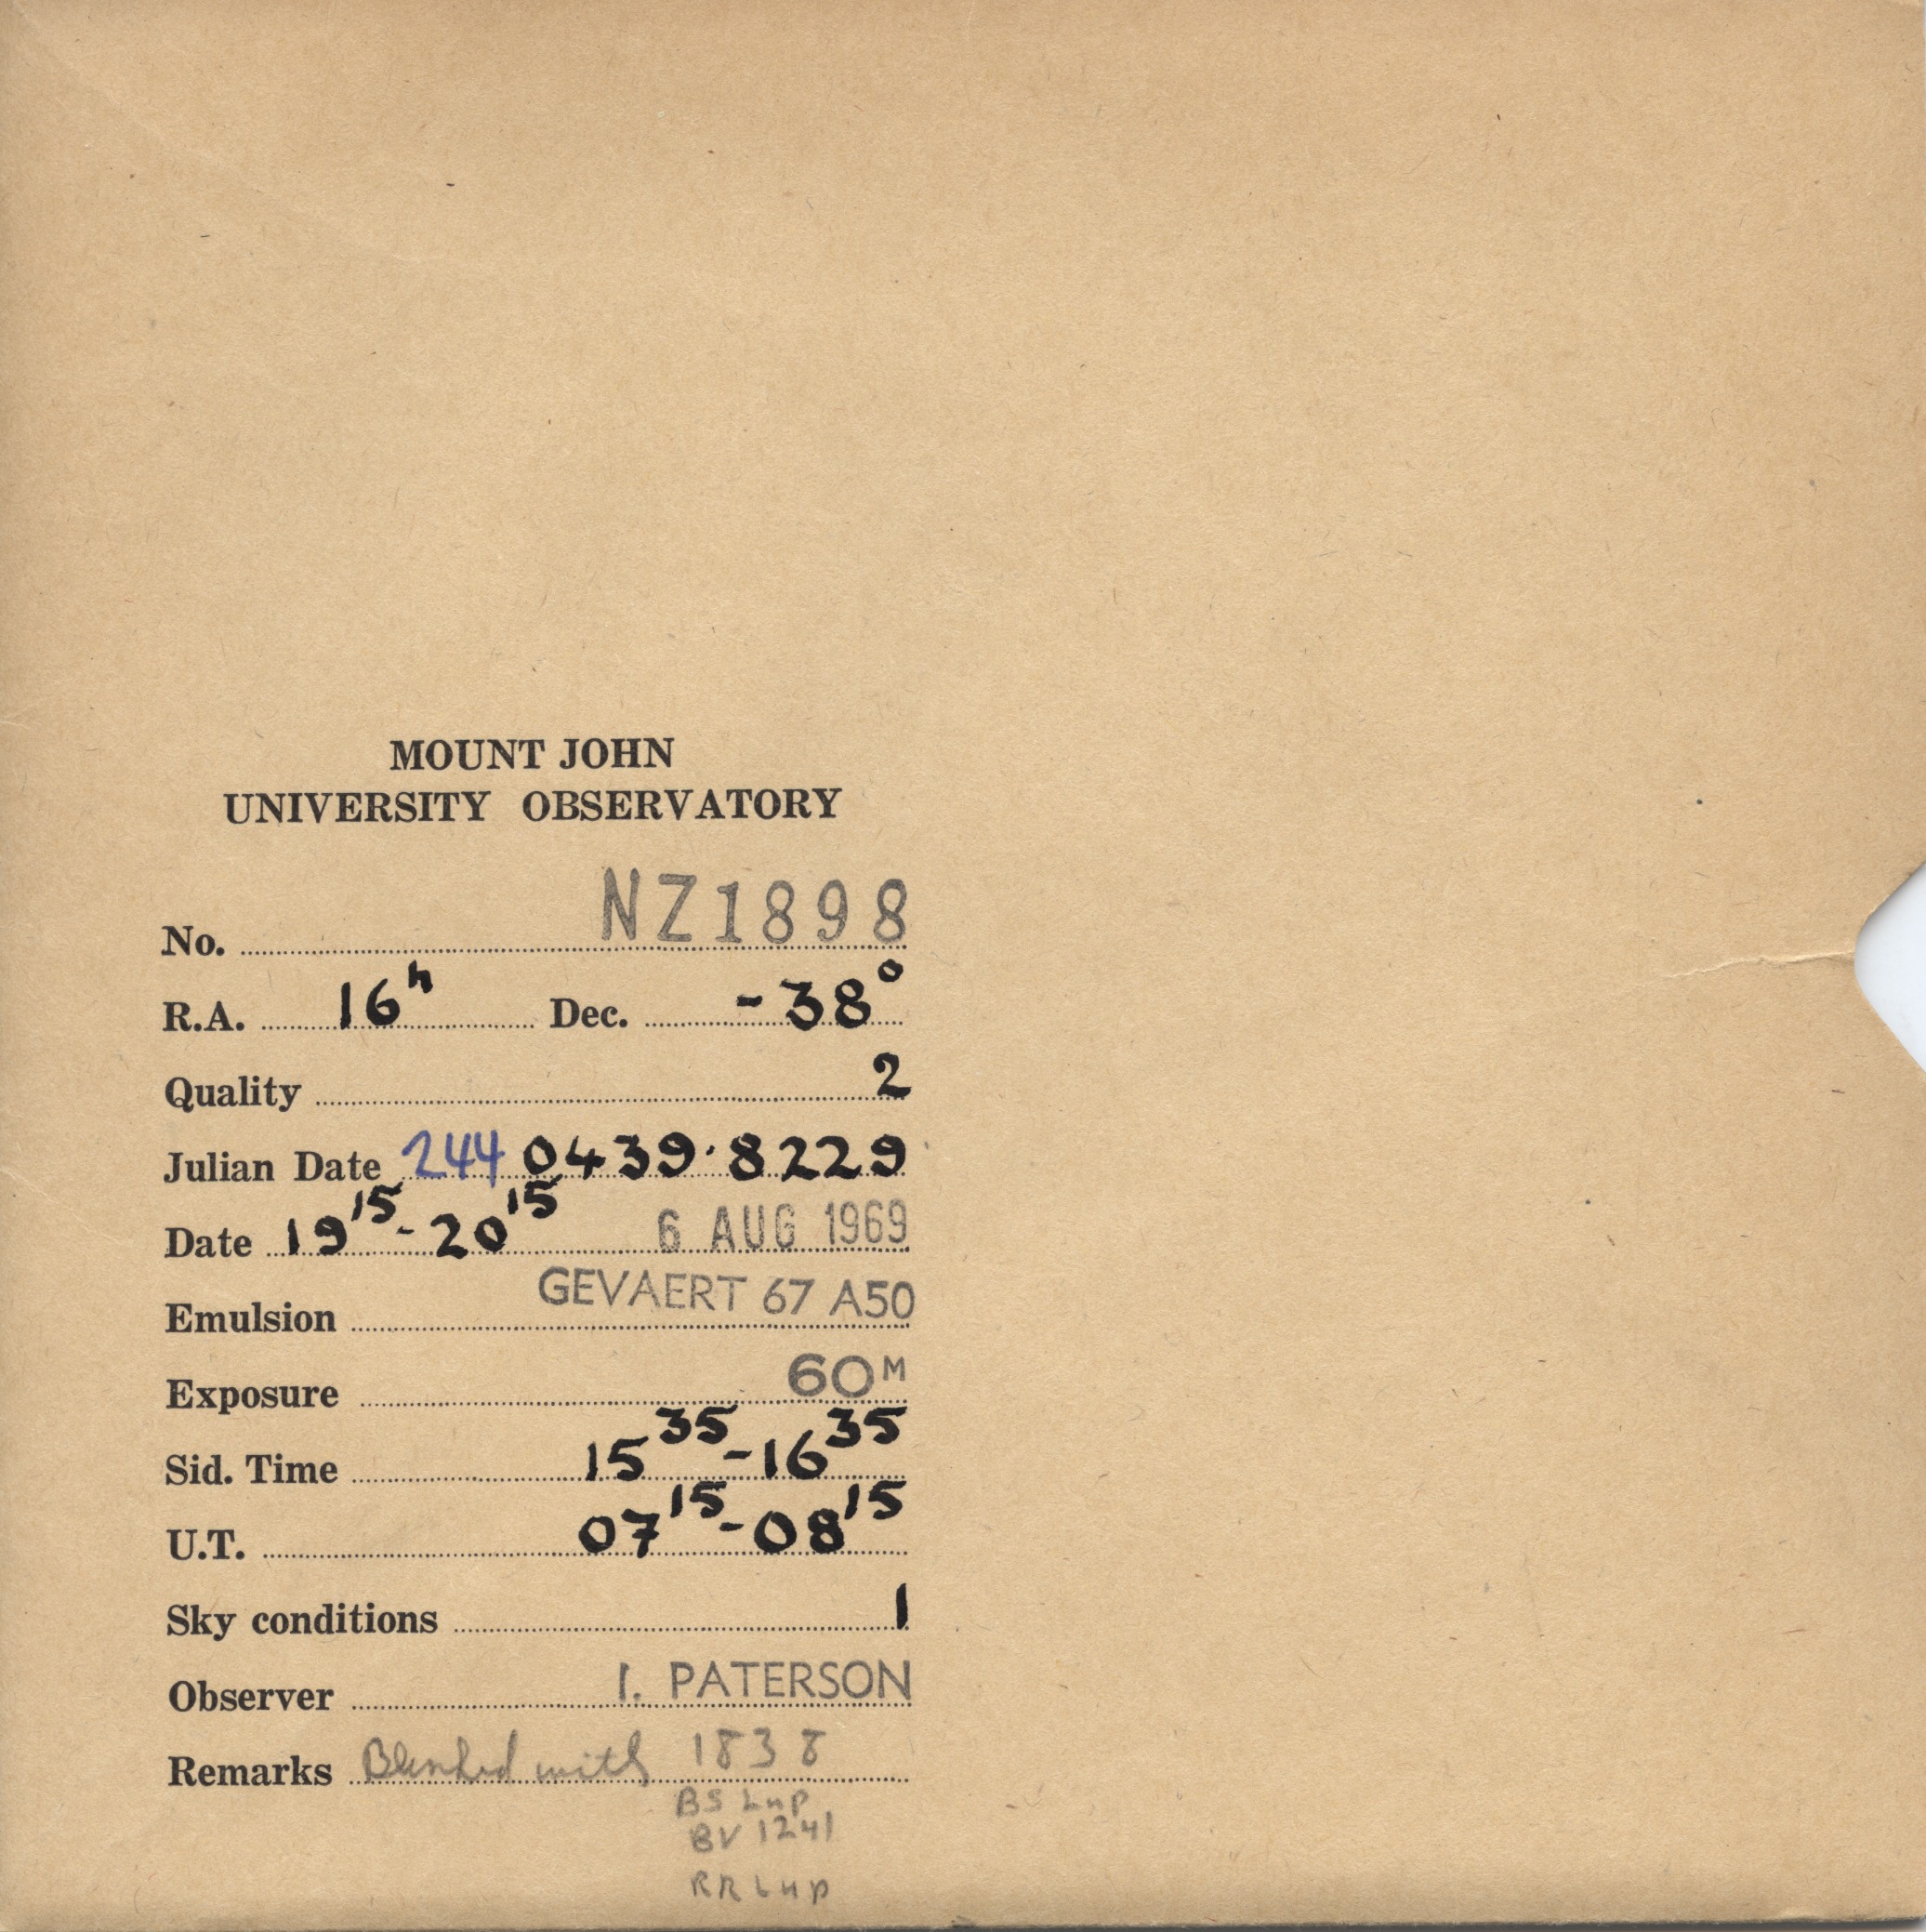 MOUNT JOHN
UNIVERSITY OBSERVATORY
No. NZ1898
R.A. 16ʰ Dec. -38°
Quality 2
Julian Date 244 0439.8229
Date 19¹⁵-20¹⁵ 6 AUG 1969
Emulsion GEVAERT 67 A50
Exposure 60ᴹ
Sid. Time 15³⁵-16³⁵
U.T. 07¹⁵-08¹⁵
Sky conditions 1
Observer I. PATERSON
Remarks Blinked with 1838
BS Lup
BV 1241
RR Lup